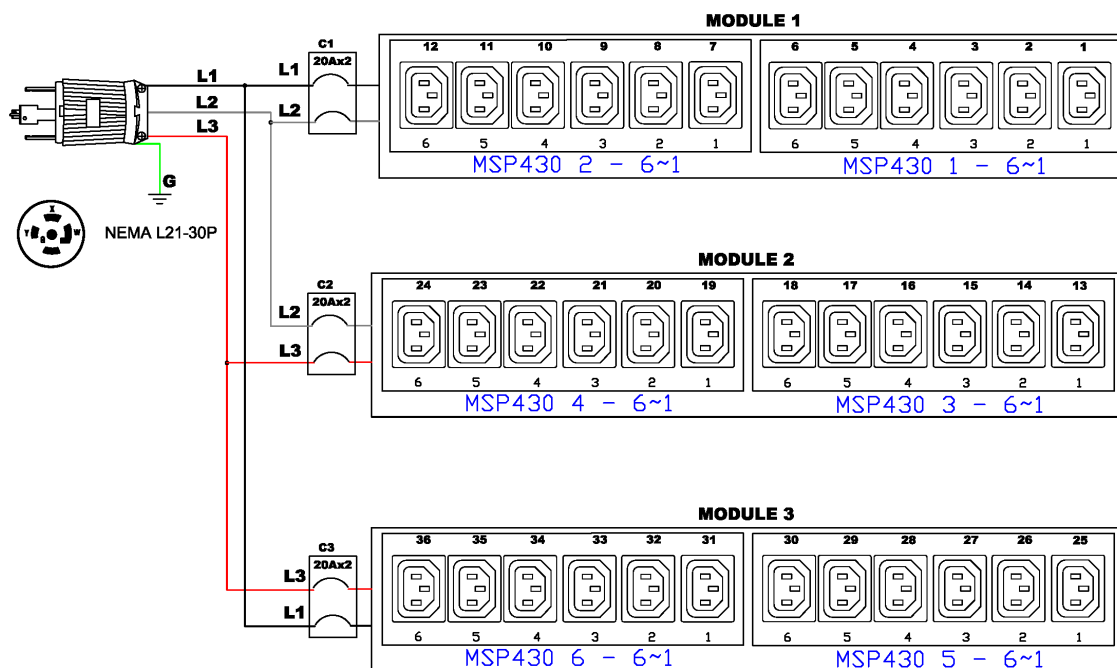 MODULE 1
C1
20Ax2
L1
L2
12 11 10 9 8 7
6 5 4 3 2 1
6 5 4 3 2 1
6 5 4 3 2 1
MSP430 2 - 6~1
MSP430 1 - 6~1
L1
L2
L3
G
X
Y
W
G
NEMA L21-30P
MODULE 2
C2
20Ax2
L2
L3
24 23 22 21 20 19
18 17 16 15 14 13
6 5 4 3 2 1
6 5 4 3 2 1
MSP430 4 - 6~1
MSP430 3 - 6~1
MODULE 3
C3
20Ax2
L3
L1
36 35 34 33 32 31
30 29 28 27 26 25
6 5 4 3 2 1
6 5 4 3 2 1
MSP430 6 - 6~1
MSP430 5 - 6~1